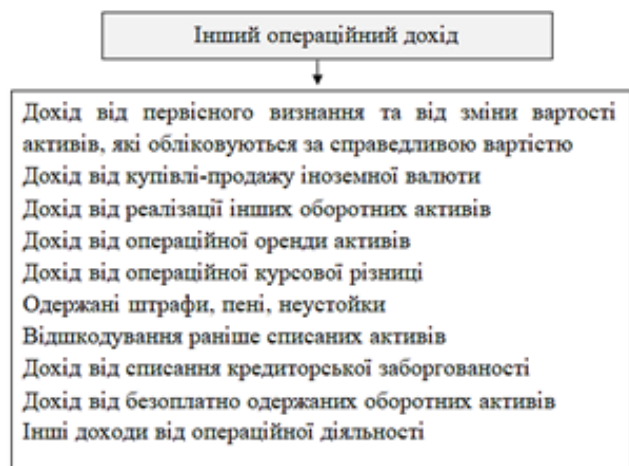 Інший операційний дохід
Дохід від первісного визнання та від зміни вартості
активів, які обліковуються за справедливою вартістю
Дохід від купівлі-продажу іноземної валюти
Дохід від реалізації інших оборотних активів
Дохід від операційної оренди активів
Дохід від операційної курсової різниці
Одержані штрафи, пені, неустойки
Відшкодування раніше списаних активів
Дохід від списання кредиторської заборгованості
Дохід від безоплатно одержаних оборотних активів
Інші доходи від операційної діяльності